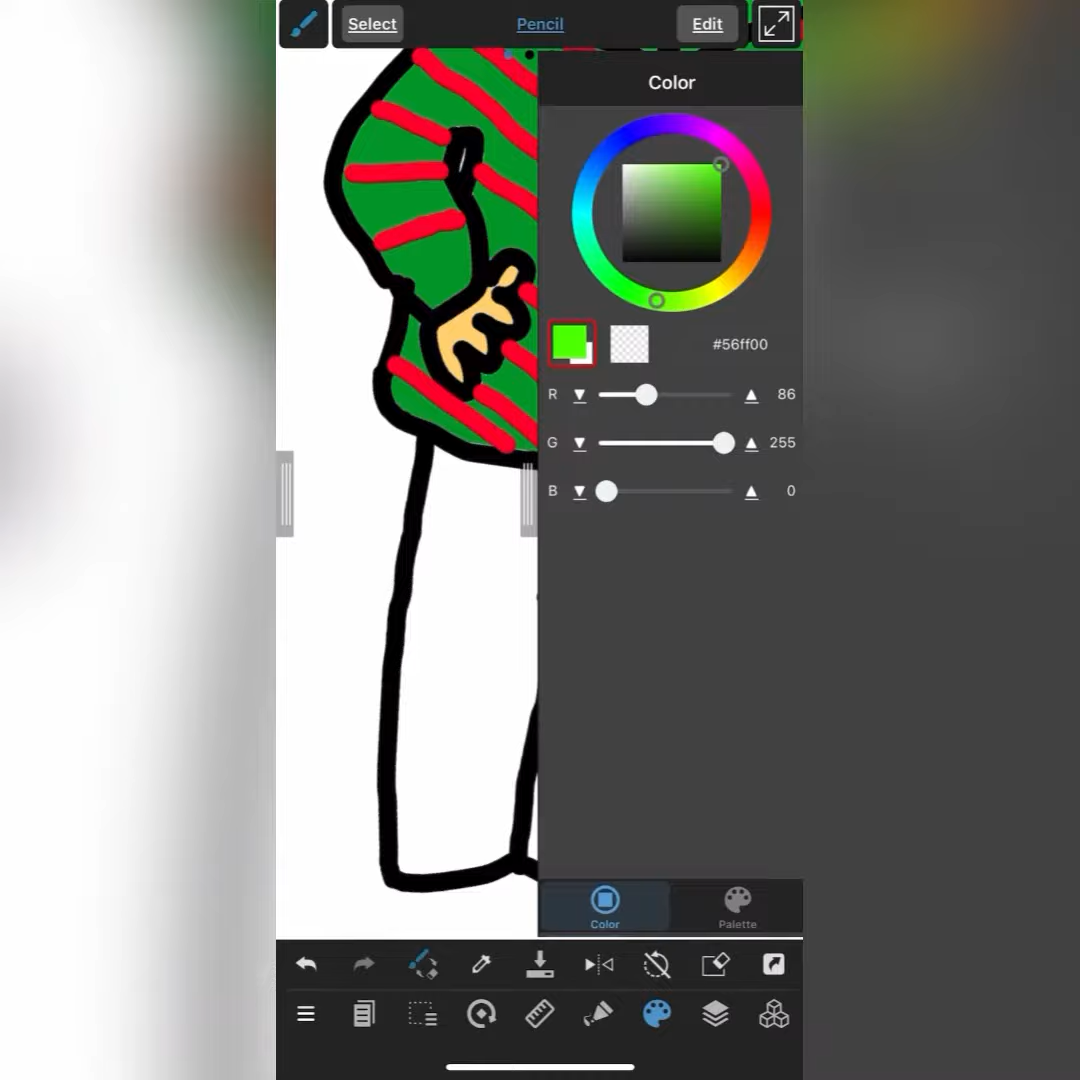 Select Pencil Edit
Color
#56ff00
R 86
G 255
B 0
Color Palette